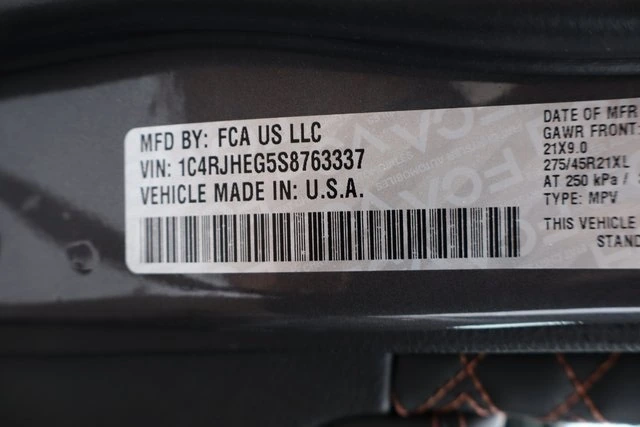 MFD BY: FCA US LLC
VIN: 1C4RJHEG5S8763337
VEHICLE MADE IN: U.S.A.
DATE OF MFR
GAWR FRONT:
21X9.0
275/45R21XL
AT 250 kPa /
TYPE: MPV
THIS VEHICLE
STAND